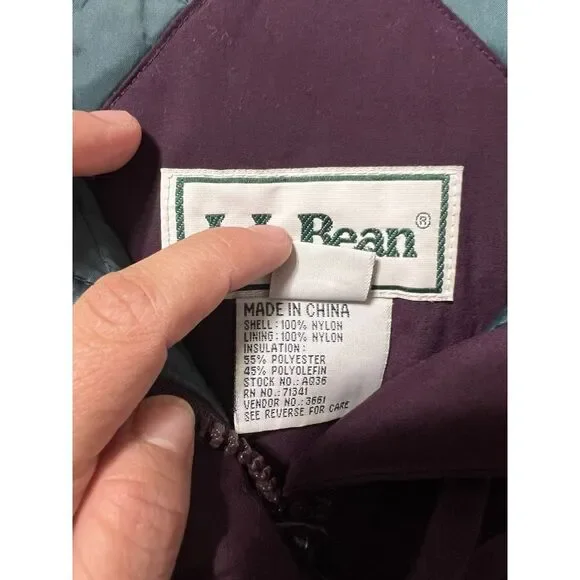 Bean®
MADE IN CHINA
SHELL: 100% NYLON
LINING: 100% NYLON
INSULATION:
55% POLYESTER
45% POLYOLEFIN
STOCK NO.: AQ36
RN NO.: 71341
VENDOR NO.: 3661
SEE REVERSE FOR CARE